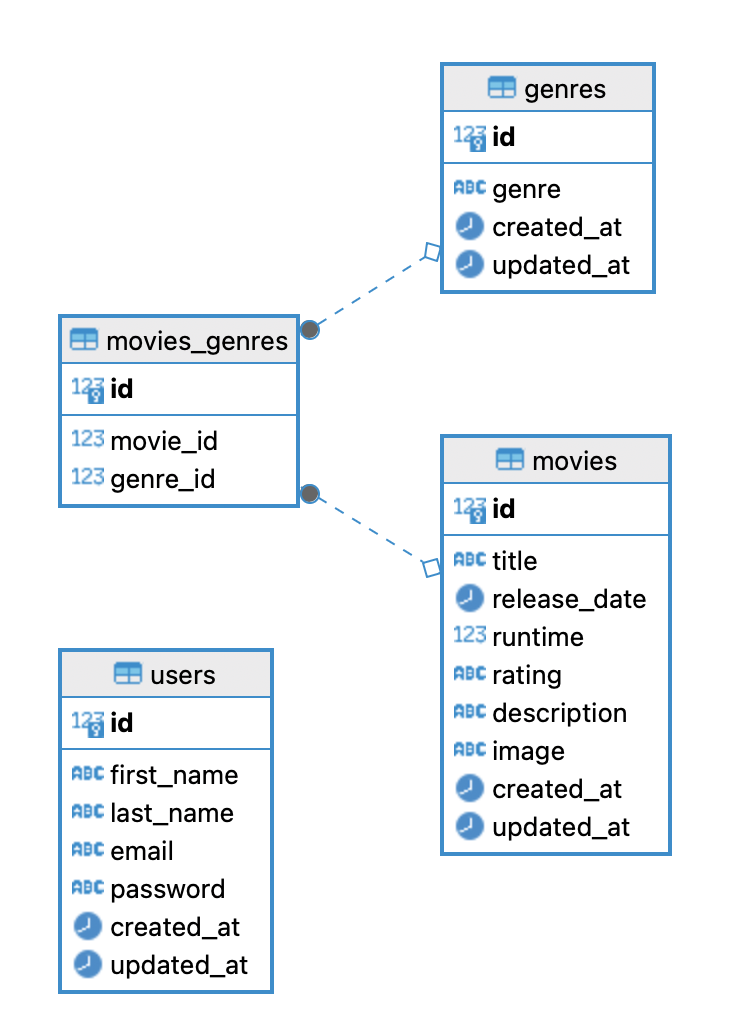 genres
123 id
ABC genre
created_at
updated_at
movies_genres
123 id
123 movie_id
123 genre_id
movies
123 id
ABC title
release_date
123 runtime
ABC rating
ABC description
ABC image
created_at
updated_at
users
123 id
ABC first_name
ABC last_name
ABC email
ABC password
created_at
updated_at